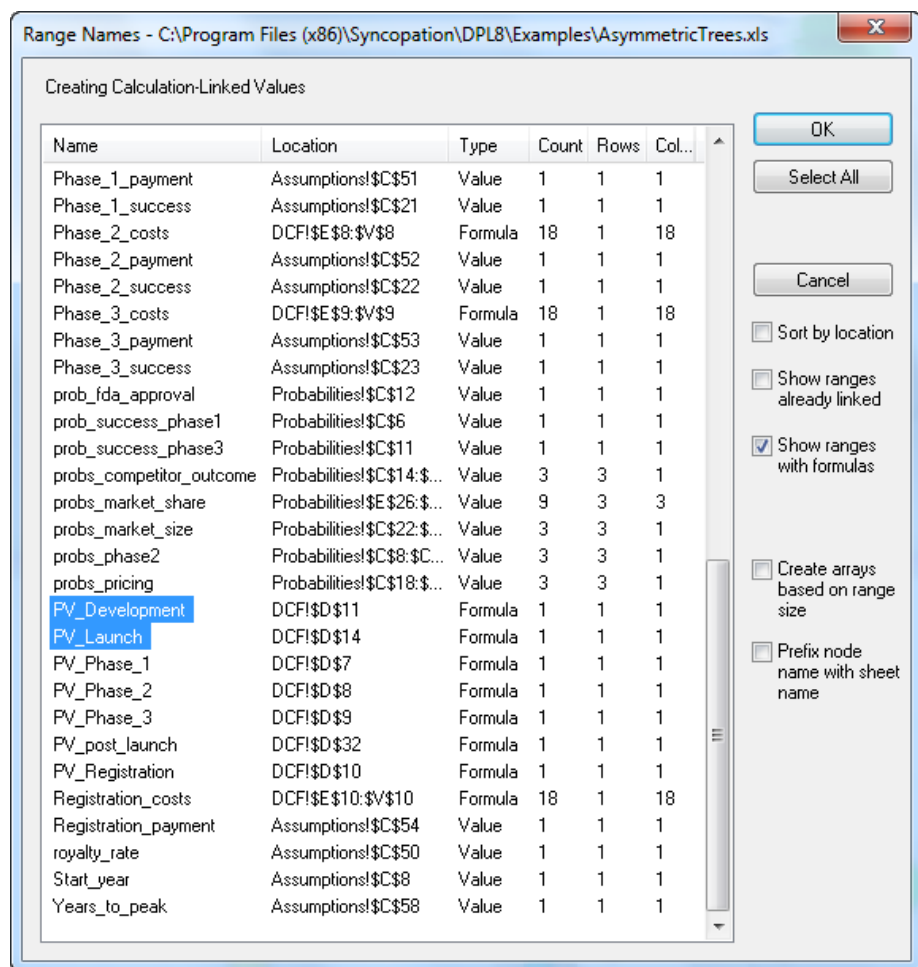 Range Names - C:\Program Files (x86)\Syncopation\DPL8\Examples\AsymmetricTrees.xls
Creating Calculation-Linked Values
Name Location Type Count Rows Col...
Phase_1_payment Assumptions!$C$51 Value 1 1 1
Phase_1_success Assumptions!$C$21 Value 1 1 1
Phase_2_costs DCF!$E$8:$V$8 Formula 18 1 18
Phase_2_payment Assumptions!$C$52 Value 1 1 1
Phase_2_success Assumptions!$C$22 Value 1 1 1
Phase_3_costs DCF!$E$9:$V$9 Formula 18 1 18
Phase_3_payment Assumptions!$C$53 Value 1 1 1
Phase_3_success Assumptions!$C$23 Value 1 1 1
prob_fda_approval Probabilities!$C$12 Value 1 1 1
prob_success_phase1 Probabilities!$C$6 Value 1 1 1
prob_success_phase3 Probabilities!$C$11 Value 1 1 1
probs_competitor_outcome Probabilities!$C$14:$... Value 3 3 1
probs_market_share Probabilities!$E$26:$... Value 9 3 3
probs_market_size Probabilities!$C$22:$... Value 3 3 1
probs_phase2 Probabilities!$C$8:$C... Value 3 3 1
probs_pricing Probabilities!$C$18:$... Value 3 3 1
PV_Development DCF!$D$11 Formula 1 1 1
PV_Launch DCF!$D$14 Formula 1 1 1
PV_Phase_1 DCF!$D$7 Formula 1 1 1
PV_Phase_2 DCF!$D$8 Formula 1 1 1
PV_Phase_3 DCF!$D$9 Formula 1 1 1
PV_post_launch DCF!$D$32 Formula 1 1 1
PV_Registration DCF!$D$10 Formula 1 1 1
Registration_costs DCF!$E$10:$V$10 Formula 18 1 18
Registration_payment Assumptions!$C$54 Value 1 1 1
royalty_rate Assumptions!$C$50 Value 1 1 1
Start_year Assumptions!$C$8 Value 1 1 1
Years_to_peak Assumptions!$C$58 Value 1 1 1
OK
Select All
Cancel
Sort by location
Show ranges
already linked
Show ranges
with formulas
Create arrays
based on range
size
Prefix node
name with sheet
name